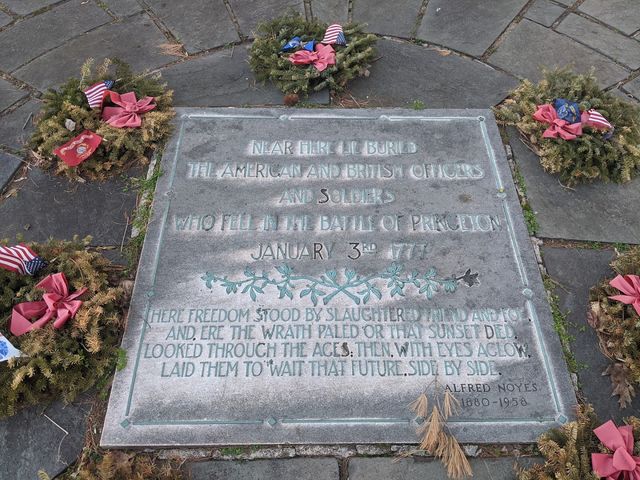 NEAR HERE LIE BURIED
THE AMERICAN AND BRITISH OFFICERS
AND SOLDIERS
WHO FELL IN THE BATTLE OF PRINCETON
JANUARY 3RD 1777
HERE FREEDOM STOOD BY SLAUGHTERED FRIEND AND FOE,
AND, ERE THE WRATH PALED OR THAT SUNSET DIED,
LOOKED THROUGH THE AGES; THEN, WITH EYES AGLOW,
LAID THEM TO WAIT THAT FUTURE, SIDE BY SIDE.
ALFRED NOYES
1880-1958